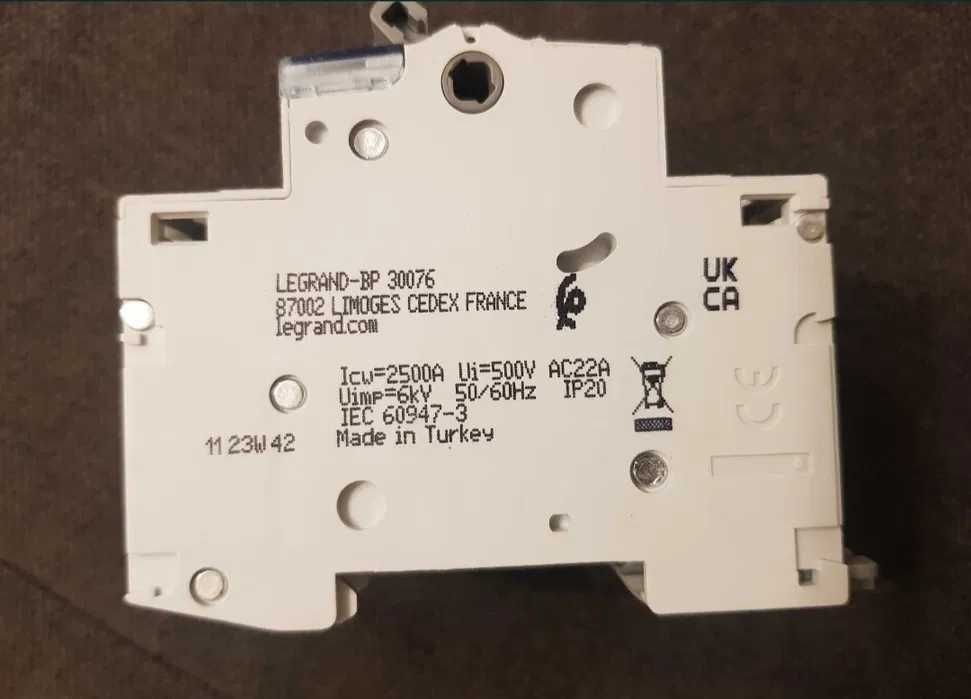 LEGRAND-BP 30076
87002 LIMOGES CEDEX FRANCE
legrand.com
UK
CA
Icw=2500A Ui=500V AC22A
Uimp=6kV 50/60Hz IP20
IEC 60947-3
Made in Turkey
11 23W 42
CE